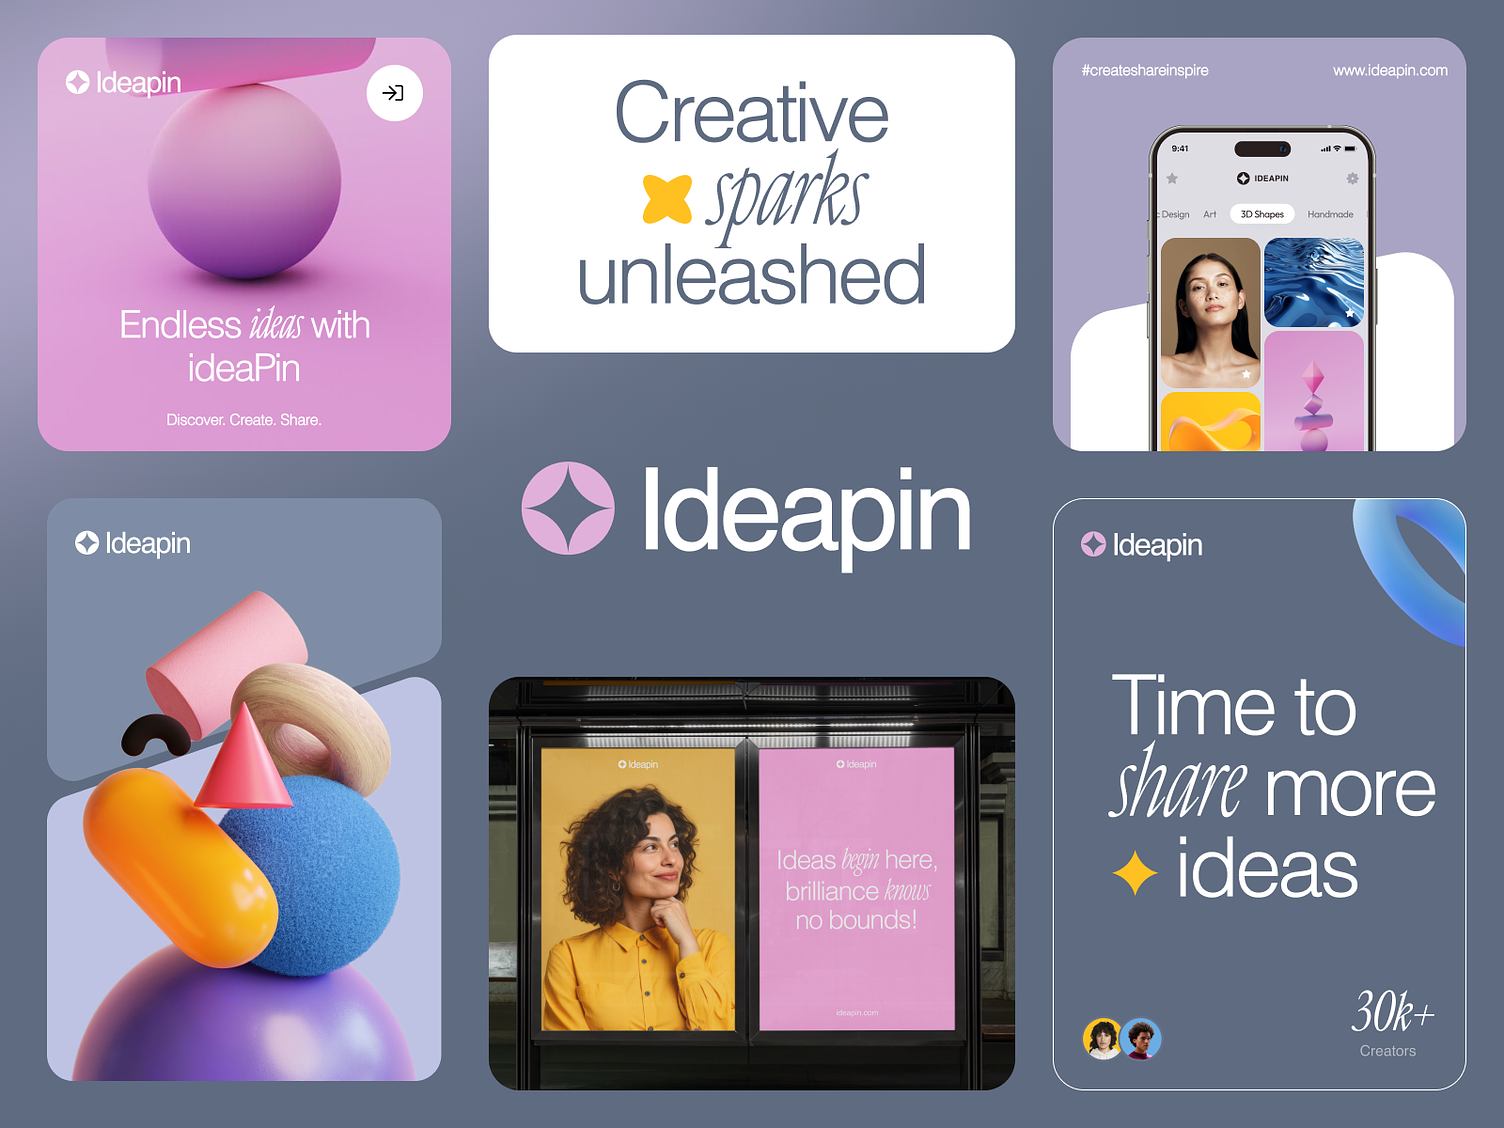 Ideapin
Endless ideas with
ideaPin
Discover. Create. Share.
Creative
sparks
unleashed
#createshareinspire
www.ideapin.com
9:41
IDEAPIN
c Design
Art
3D Shapes
Handmade
Ideapin
Ideapin
Ideapin
Ideapin
Ideas begin here,
brilliance knows
no bounds!
ideapin.com
Ideapin
Time to
share more
ideas
30k+
Creators